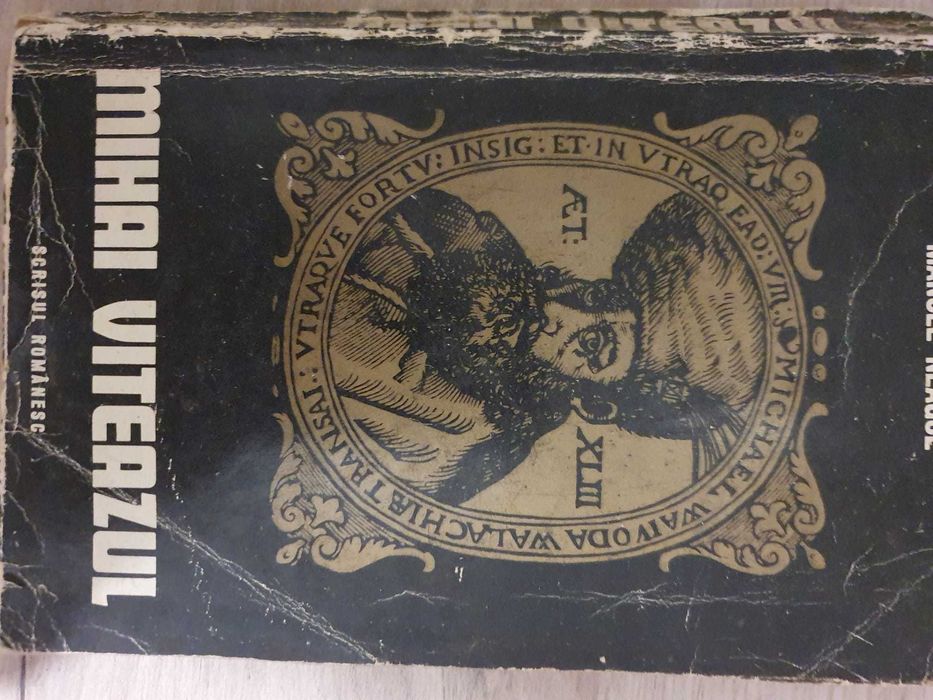 MANOLE NEAGOE
MICHAEL WAIVODA WALACHIÆ TRANSAL: VTRAQVE FORTV: INSIG: ET·IN VTRAQ, EAD: VIR:
ÆT: XLIII
MIHAI VITEAZUL
SCRISUL ROMÂNESC